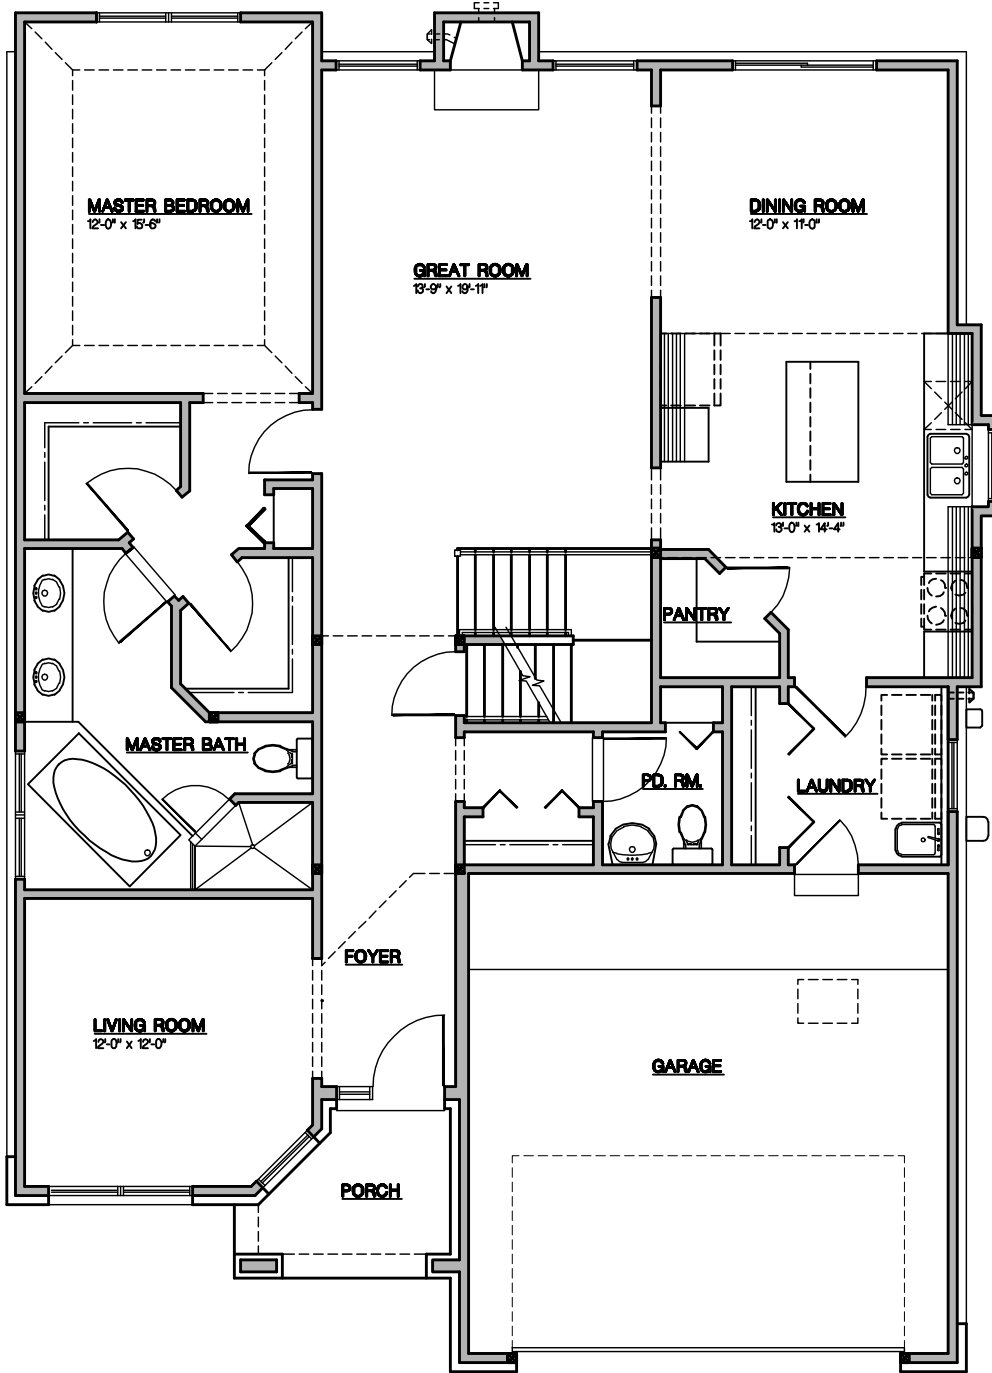 MASTER BEDROOM
12'-0" x 15'-6"
DINING ROOM
12'-0" x 11'-0"
GREAT ROOM
13'-9" x 19'-11"
KITCHEN
13'-0" x 14'-4"
PANTRY
MASTER BATH
PD. RM.
LAUNDRY
FOYER
LIVING ROOM
12'-0" x 12'-0"
GARAGE
PORCH